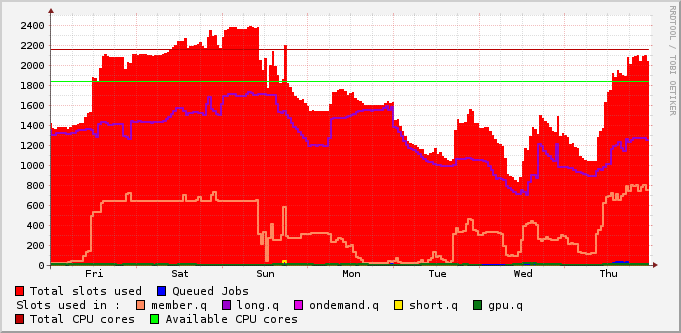 2400
2200
2000
1800
1600
1400
1200
1000
800
600
400
200
0
Fri Sat Sun Mon Tue Wed Thu
Total slots used Queued Jobs
Slots used in : member.q long.q ondemand.q short.q gpu.q
Total CPU cores Available CPU cores
RRDTOOL / TOBI OETIKER